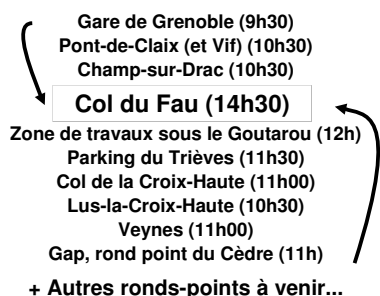 Gare de Grenoble (9h30)
Pont-de-Claix (et Vif) (10h30)
Champ-sur-Drac (10h30)
Col du Fau (14h30)
Zone de travaux sous le Goutarou (12h)
Parking du Trièves (11h30)
Col de la Croix-Haute (11h00)
Lus-la-Croix-Haute (10h30)
Veynes (11h00)
Gap, rond point du Cèdre (11h)
+ Autres ronds-points à venir...